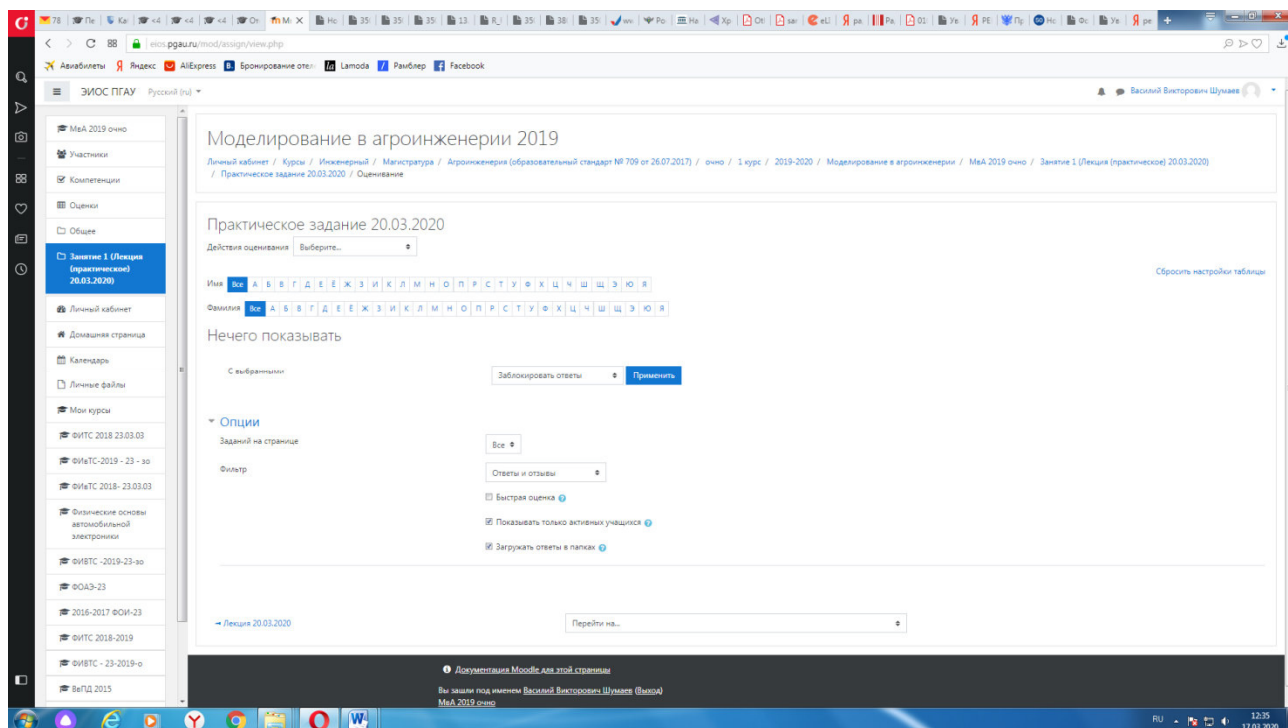 eios.pgau.ru/mod/assign/view.php
Авиабилеты Яндекс AliExpress Бронирование отел Lamoda Рамблер Facebook
ЭИОС ПГАУ Русский (ru) Василий Викторович Шумаев
МвА 2019 очно
Участники
Компетенции
Оценки
Общее
Занятие 1 (Лекция
(практическое)
20.03.2020)
Личный кабинет
Домашняя страница
Календарь
Личные файлы
Мои курсы
ФИТС 2018 23.03.03
ФИвТС-2019 - 23 - зо
ФИвТС 2018- 23.03.03
Физические основы
автомобильной
электроники
ФИВТС -2019-23-зо
ФОАЭ-23
2016-2017 ФОИ-23
ФИТС 2018-2019
ФИВТС - 23-2019-о
ВеПД 2015
Моделирование в агроинженерии 2019
Личный кабинет / Курсы / Инженерный / Магистратура / Агроинженерия (образовательный стандарт № 709 от 26.07.2017) / очно / 1 курс / 2019-2020 / Моделирование в агроинженерии / МвА 2019 очно / Занятие 1 (Лекция (практическое) 20.03.2020)
/ Практическое задание 20.03.2020 / Оценивание
Практическое задание 20.03.2020
Действия оценивания Выберите...
Сбросить настройки таблицы
Имя Все А Б В Г Д Е Ё Ж З И К Л М Н О П Р С Т У Ф Х Ц Ч Ш Щ Э Ю Я
Фамилия Все А Б В Г Д Е Ё Ж З И К Л М Н О П Р С Т У Ф Х Ц Ч Ш Щ Э Ю Я
Нечего показывать
С выбранными Заблокировать ответы Применить
Опции
Заданий на странице Все
Фильтр Ответы и отзывы
Быстрая оценка
Показывать только активных учащихся
Загружать ответы в папках
Лекция 20.03.2020 Перейти на...
Документация Moodle для этой страницы
Вы зашли под именем Василий Викторович Шумаев (Выход)
МвА 2019 очно
RU 12:35
17.03.2020